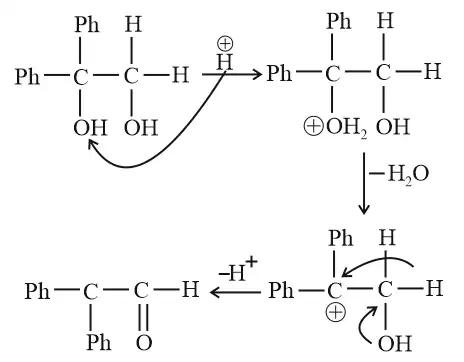 Ph H Ph H
Ph—C—C—H H⊕ Ph—C—C—H
OH OH ⊕OH₂ OH
−H₂O
Ph H
Ph—C—C—H −H⁺ Ph—C—C—H
⊕
Ph O OH